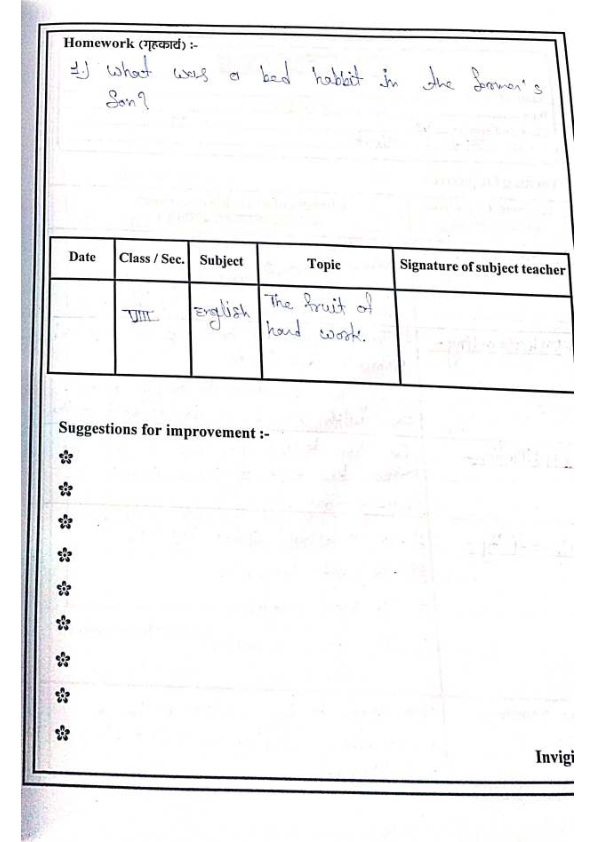 Homework (गृहकार्य) :-
1.) What was a bad habbit in the farmer's
Son?
Date Class / Sec. Subject Topic Signature of subject teacher
VIII English The fruit of
hard work.
Suggestions for improvement :-
Invigi